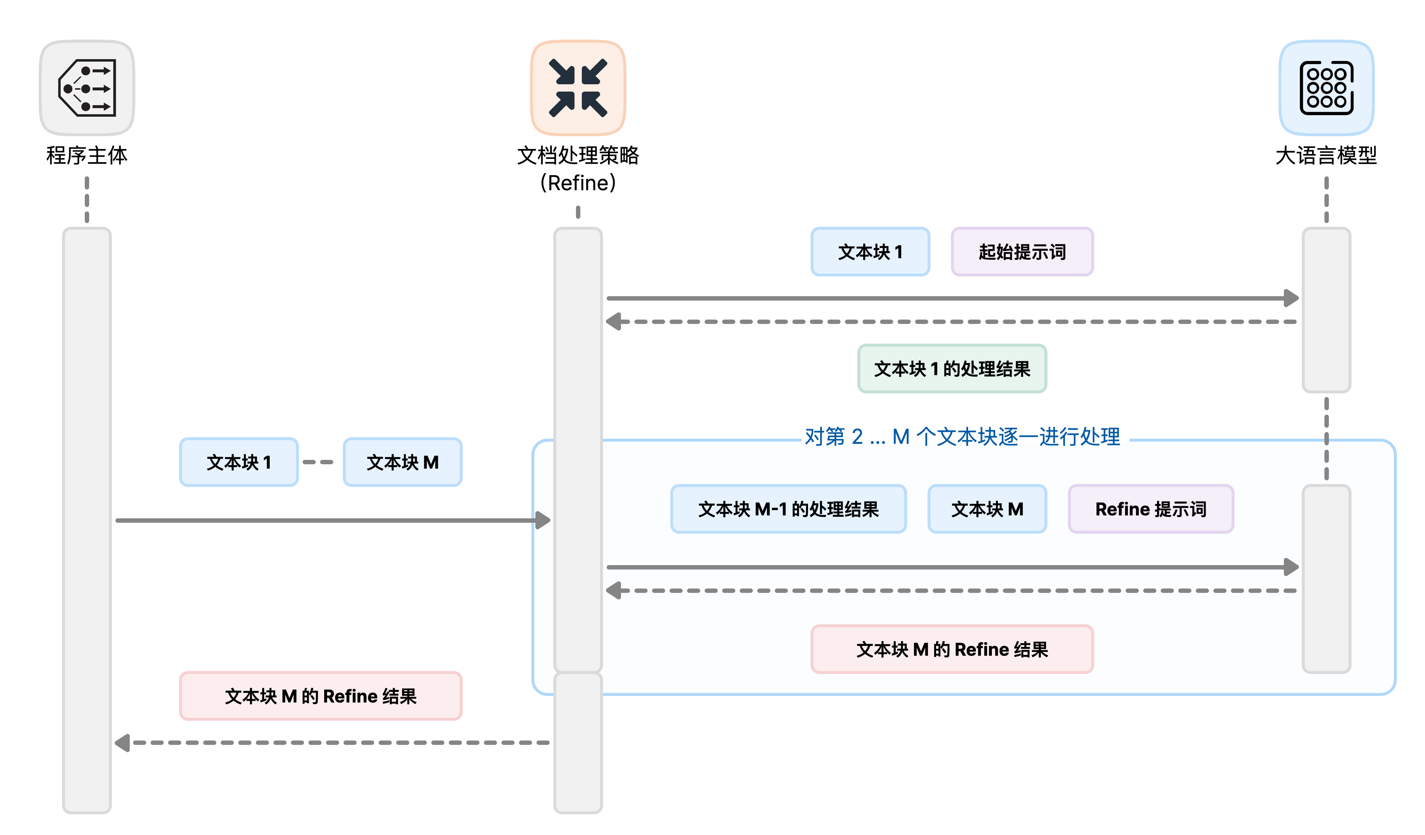 程序主体
文档处理策略
(Refine)
大语言模型
文本块 1
起始提示词
文本块 1 的处理结果
对第 2 ... M 个文本块逐一进行处理
文本块 1
文本块 M
文本块 M-1 的处理结果
文本块 M
Refine 提示词
文本块 M 的 Refine 结果
文本块 M 的 Refine 结果